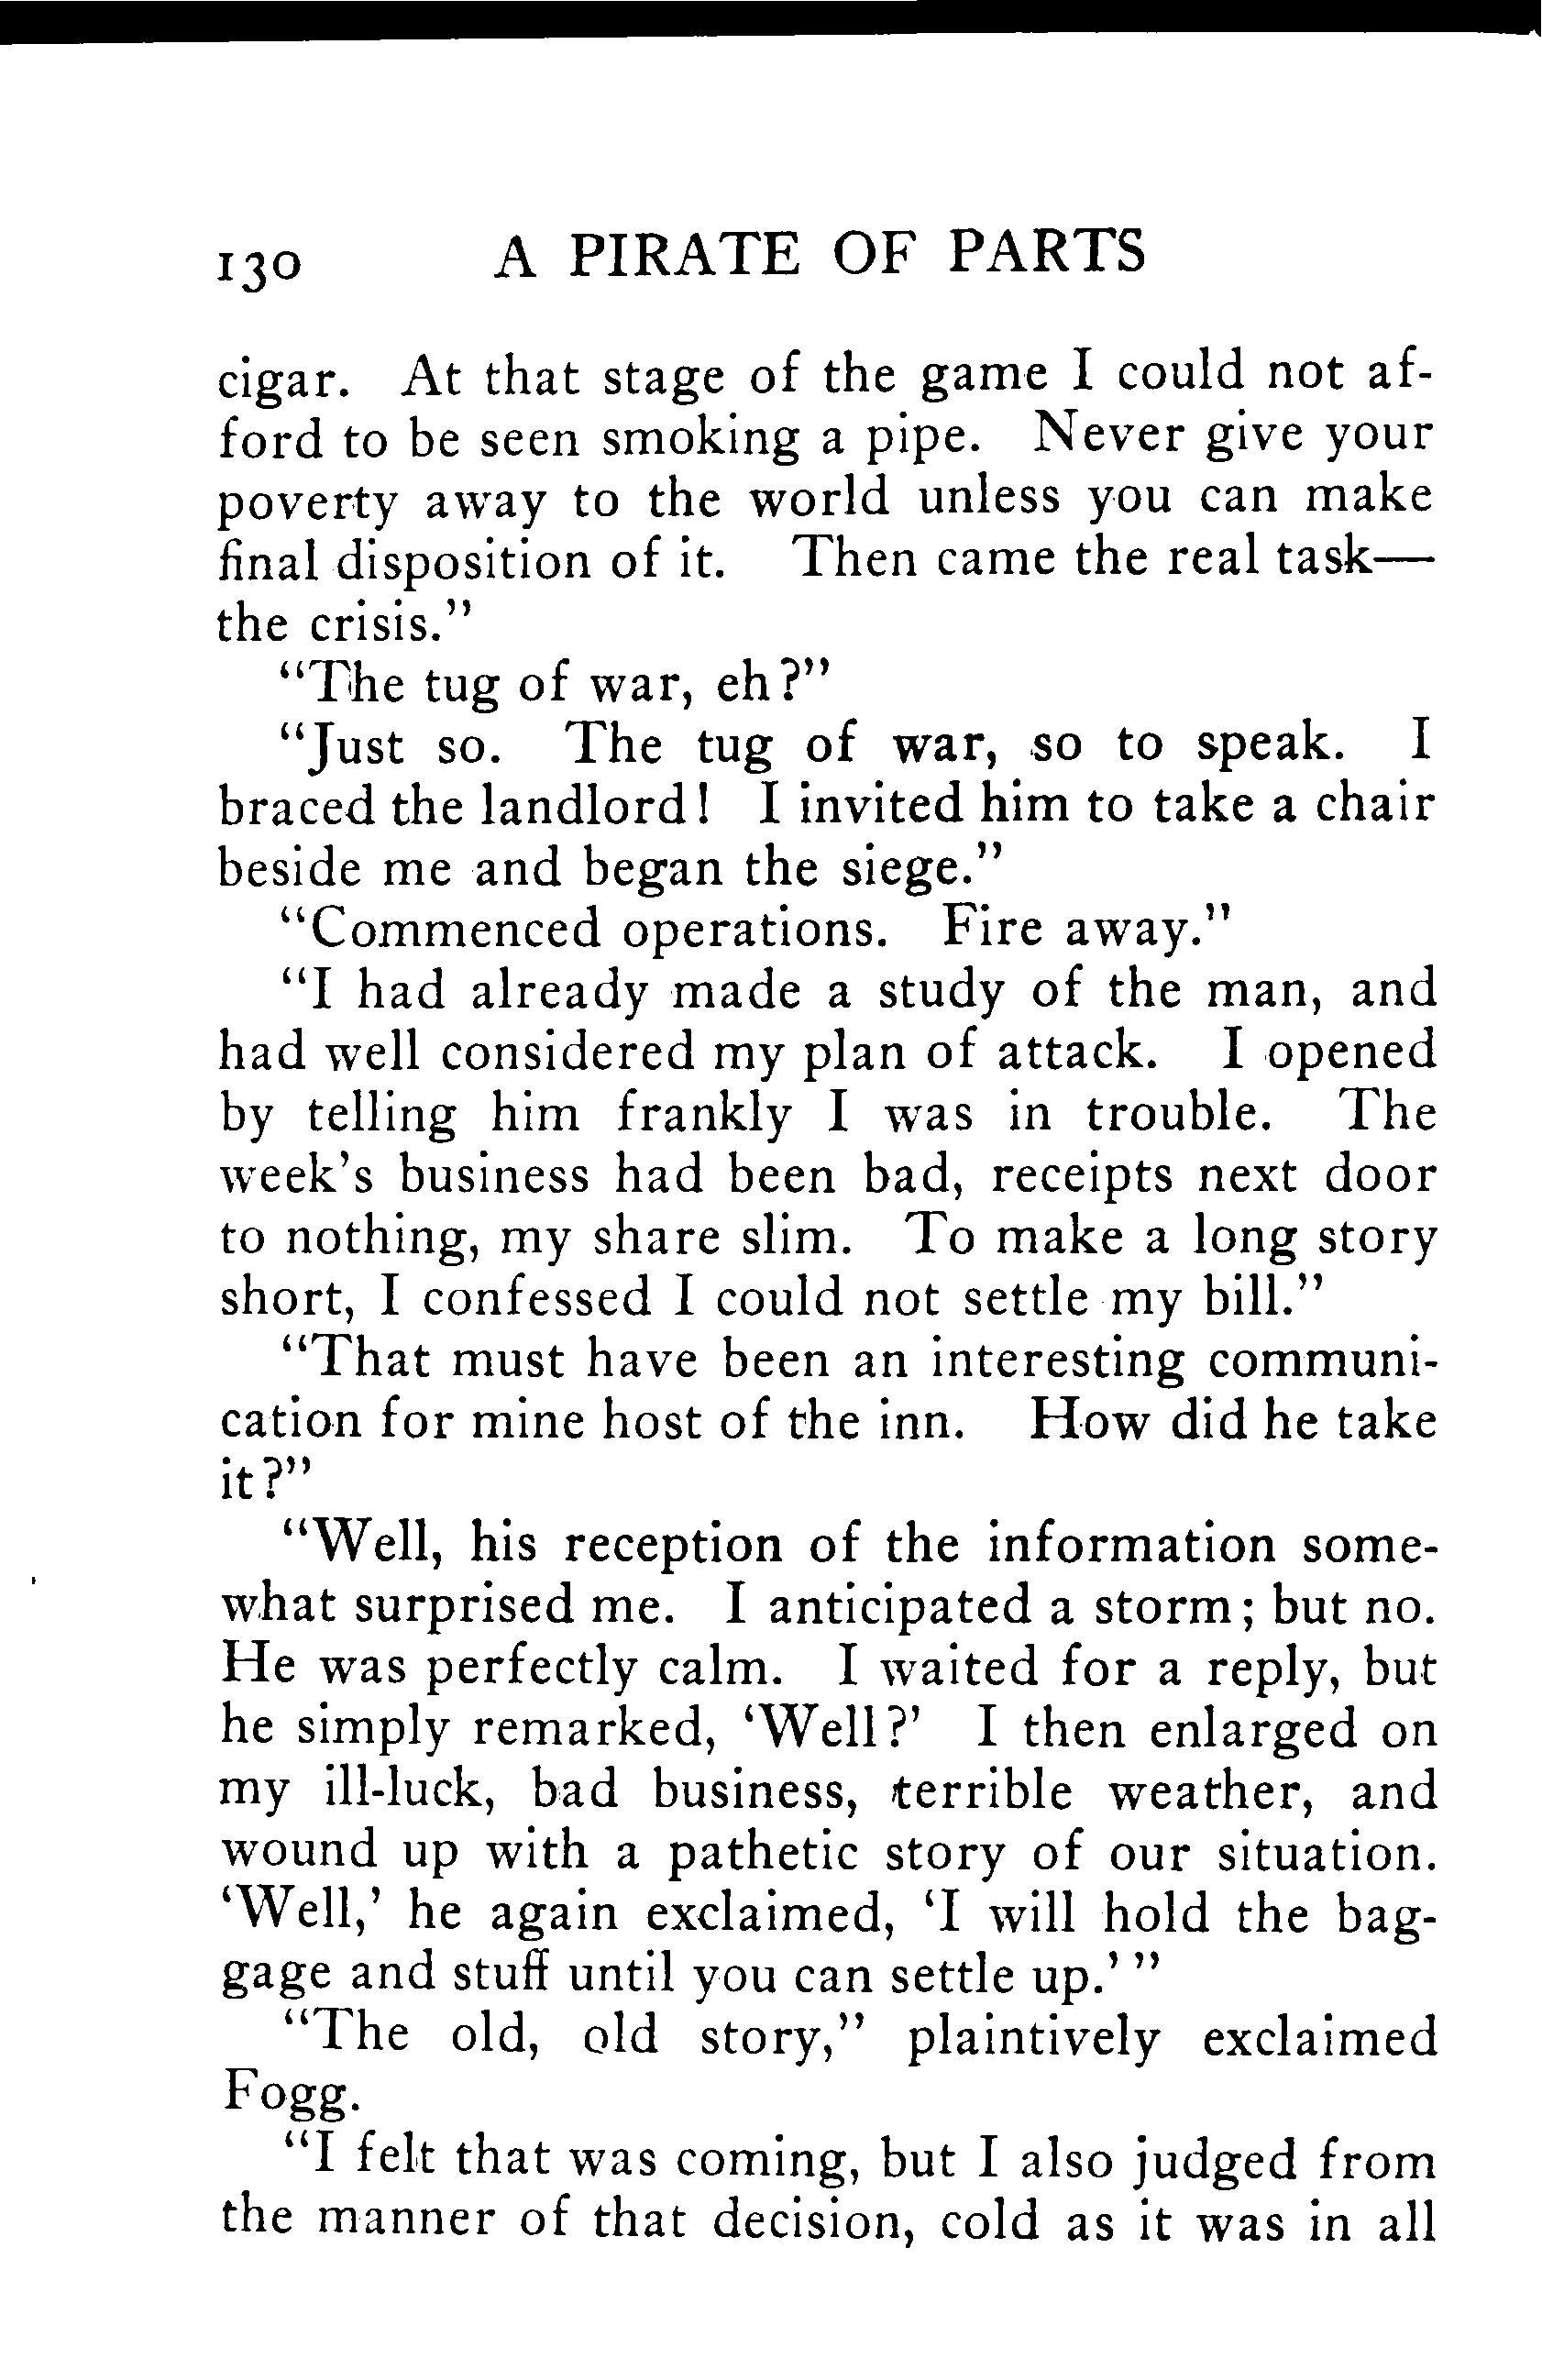 130 A PIRATE OF PARTS
cigar. At that stage of the game I could not af-
ford to be seen smoking a pipe. Never give your
poverty away to the world unless you can make
final disposition of it. Then came the real task—
the crisis."
"The tug of war, eh?"
"Just so. The tug of war, so to speak. I
braced the landlord! I invited him to take a chair
beside me and began the siege."
"Commenced operations. Fire away."
"I had already made a study of the man, and
had well considered my plan of attack. I opened
by telling him frankly I was in trouble. The
week's business had been bad, receipts next door
to nothing, my share slim. To make a long story
short, I confessed I could not settle my bill."
"That must have been an interesting communi-
cation for mine host of the inn. How did he take
it?"
"Well, his reception of the information some-
what surprised me. I anticipated a storm; but no.
He was perfectly calm. I waited for a reply, but
he simply remarked, 'Well?' I then enlarged on
my ill-luck, bad business, terrible weather, and
wound up with a pathetic story of our situation.
'Well,' he again exclaimed, 'I will hold the bag-
gage and stuff until you can settle up.'"
"The old, old story," plaintively exclaimed
Fogg.
"I felt that was coming, but I also judged from
the manner of that decision, cold as it was in all